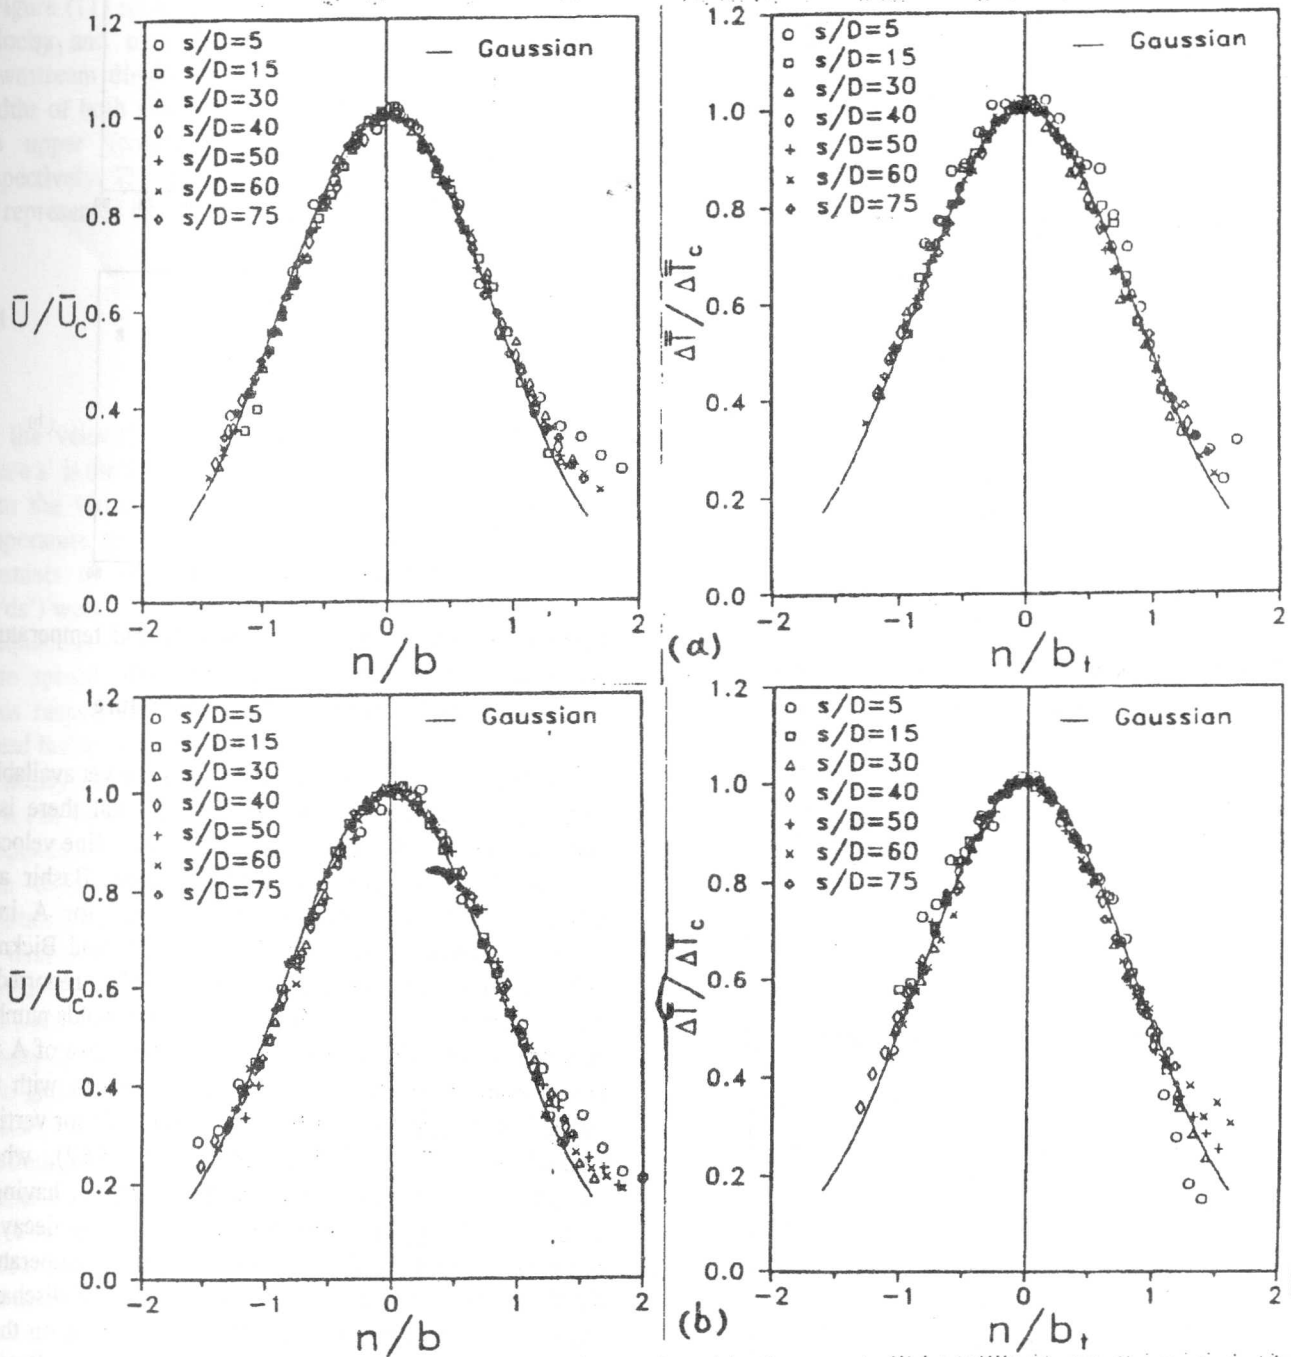 1.2
s/D=5
s/D=15
s/D=30
s/D=40
s/D=50
s/D=60
s/D=75
— Gaussian
1.0
0.8
Ū/Ū_C
0.6
0.4
0.2
0.0
-2 -1 0 1 2
n/b
1.2
s/D=5
s/D=15
s/D=30
s/D=40
s/D=50
s/D=60
s/D=75
— Gaussian
1.0
0.8
ΔT̄/ΔT̄_c
0.6
0.4
0.2
0.0
-2 -1 0 1 2
n/b_t
(a)
1.2
s/D=5
s/D=15
s/D=30
s/D=40
s/D=50
s/D=60
s/D=75
— Gaussian
1.0
0.8
Ū/Ū_C
0.6
0.4
0.2
0.0
-2 -1 0 1 2
n/b
1.2
s/D=5
s/D=15
s/D=30
s/D=40
s/D=50
s/D=60
s/D=75
— Gaussian
1.0
0.8
ΔT̄/ΔT̄_c
0.6
0.4
0.2
0.0
-2 -1 0 1 2
n/b_t
(b)